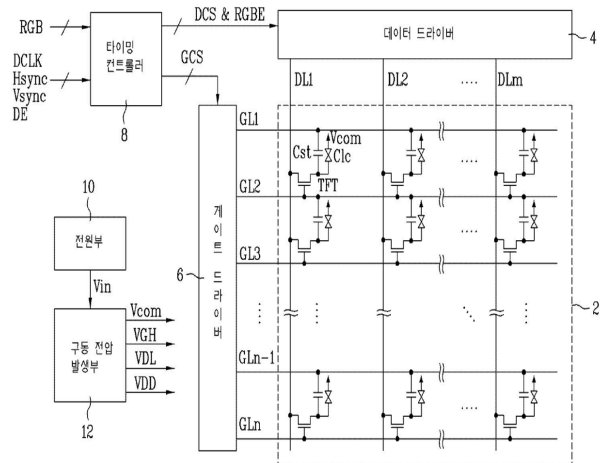 RGB
DCLK
Hsync
Vsync
DE
타이밍
컨트롤러
8
DCS & RGBE
GCS
데이터 드라이버
4
DL1
DL2
....
DLm
GL1
Cst
Vcom
Clc
....
GL2
TFT
....
GL3
게이트 드라이버
6
2
10
전원부
Vin
구동 전압
발생부
12
Vcom
VGH
VDL
VDD
GLn-1
....
GLn